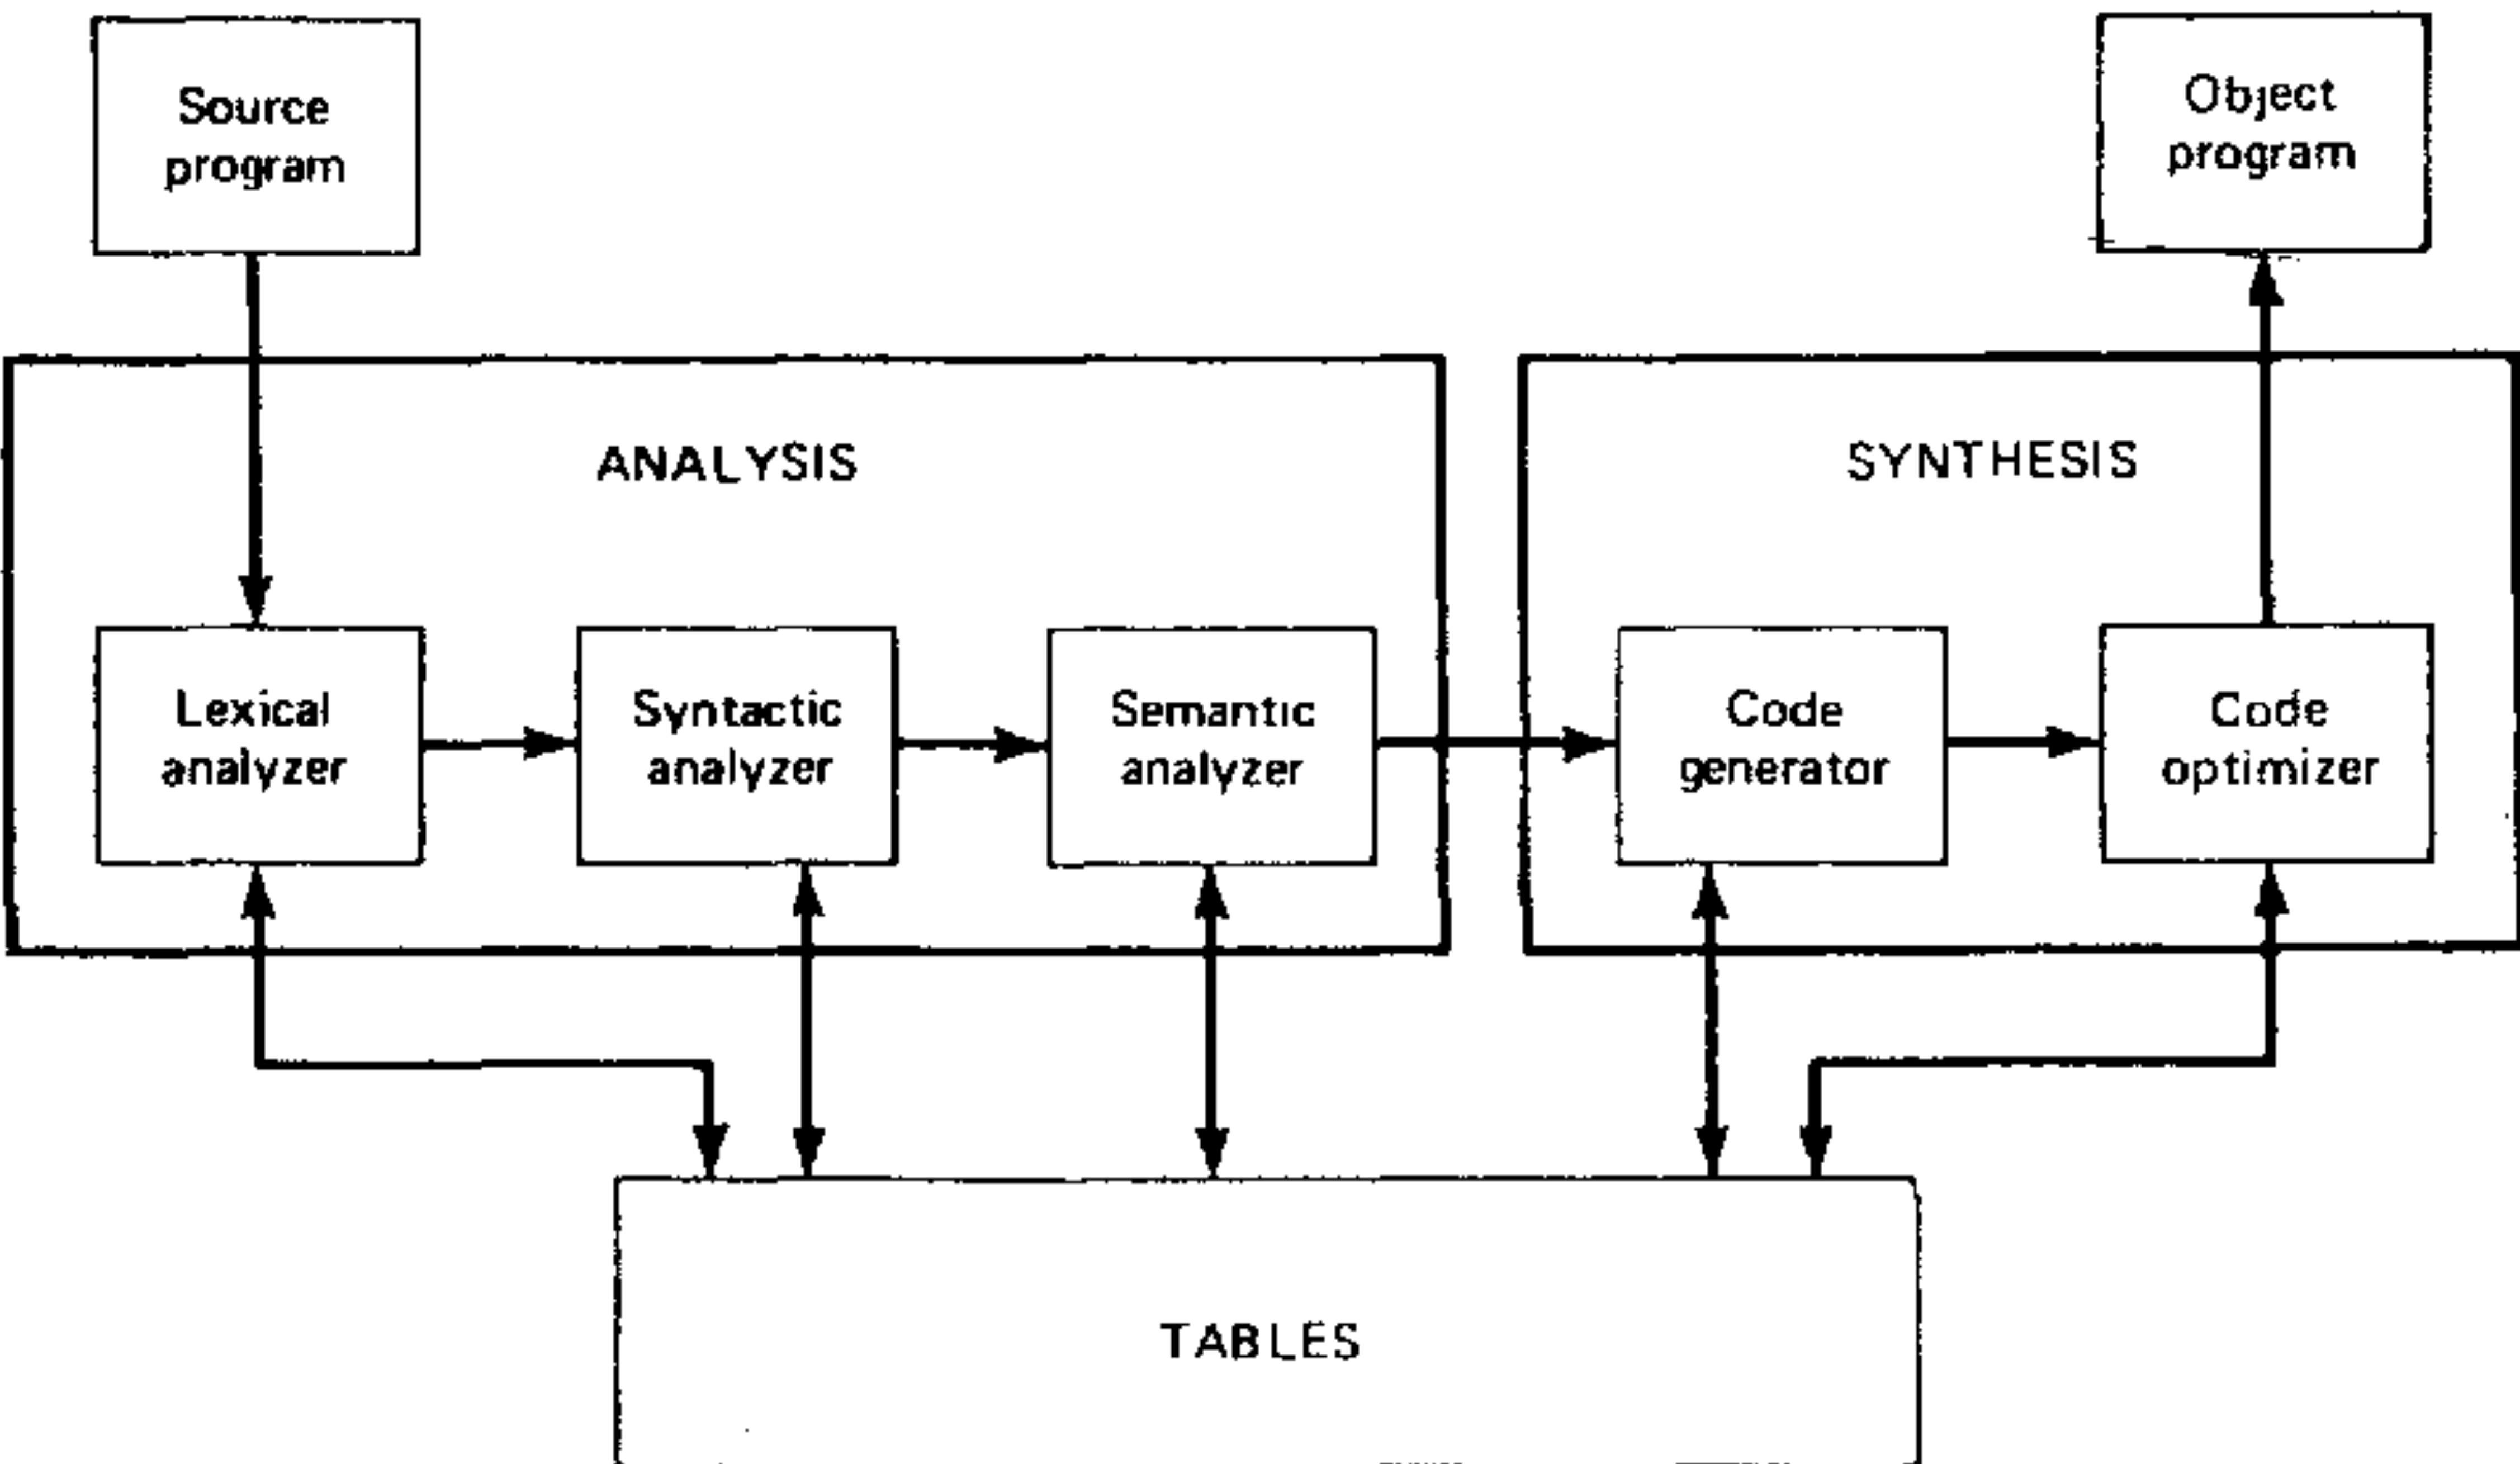 Source
program
Object
program
ANALYSIS
SYNTHESIS
Lexical
analyzer
Syntactic
analyzer
Semantic
analyzer
Code
generator
Code
optimizer
TABLES